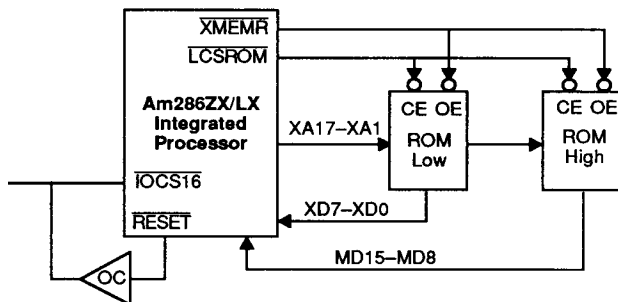 XMEMR
LCSROM
Am286ZX/LX
Integrated
Processor
CE OE
ROM
Low
CE OE
ROM
High
XA17–XA1
IOCS16
XD7–XD0
RESET
OC
MD15–MD8